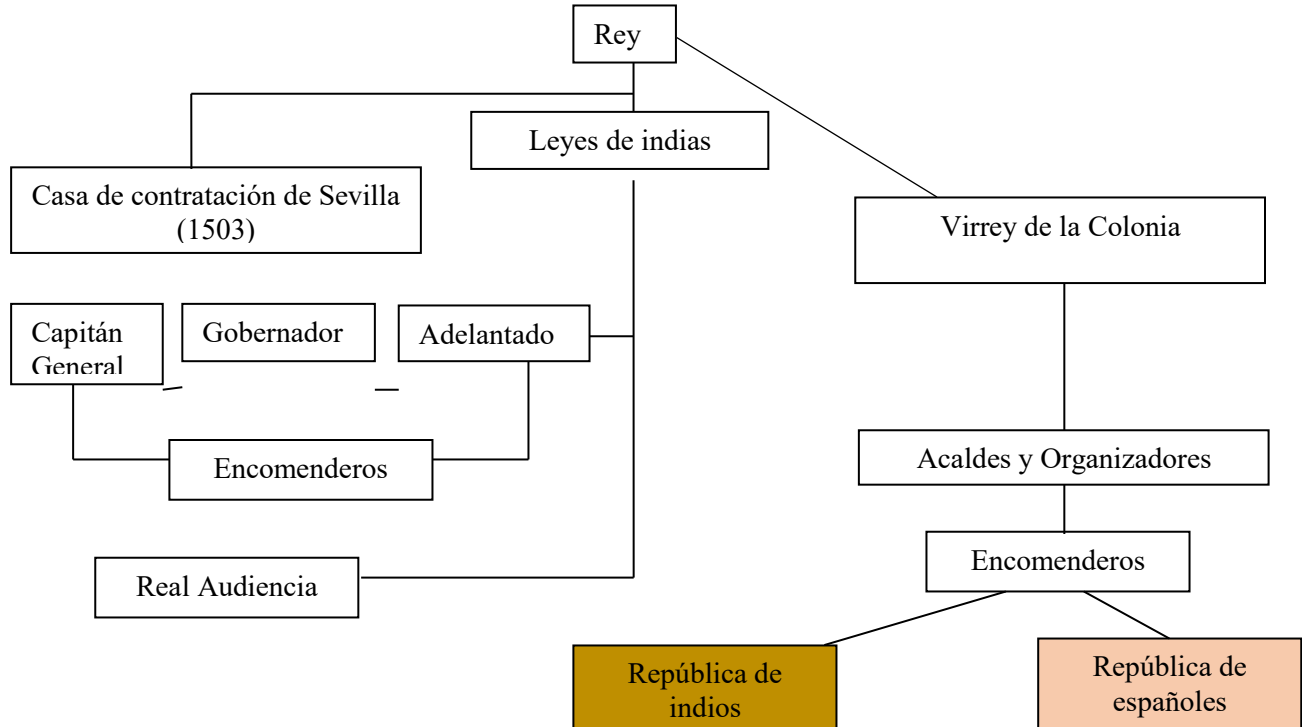 Rey
Leyes de indias
Casa de contratación de Sevilla
(1503)
Virrey de la Colonia
Capitán
General
Gobernador
Adelantado
Encomenderos
Acaldes y Organizadores
Real Audiencia
Encomenderos
República de
indios
República de
españoles